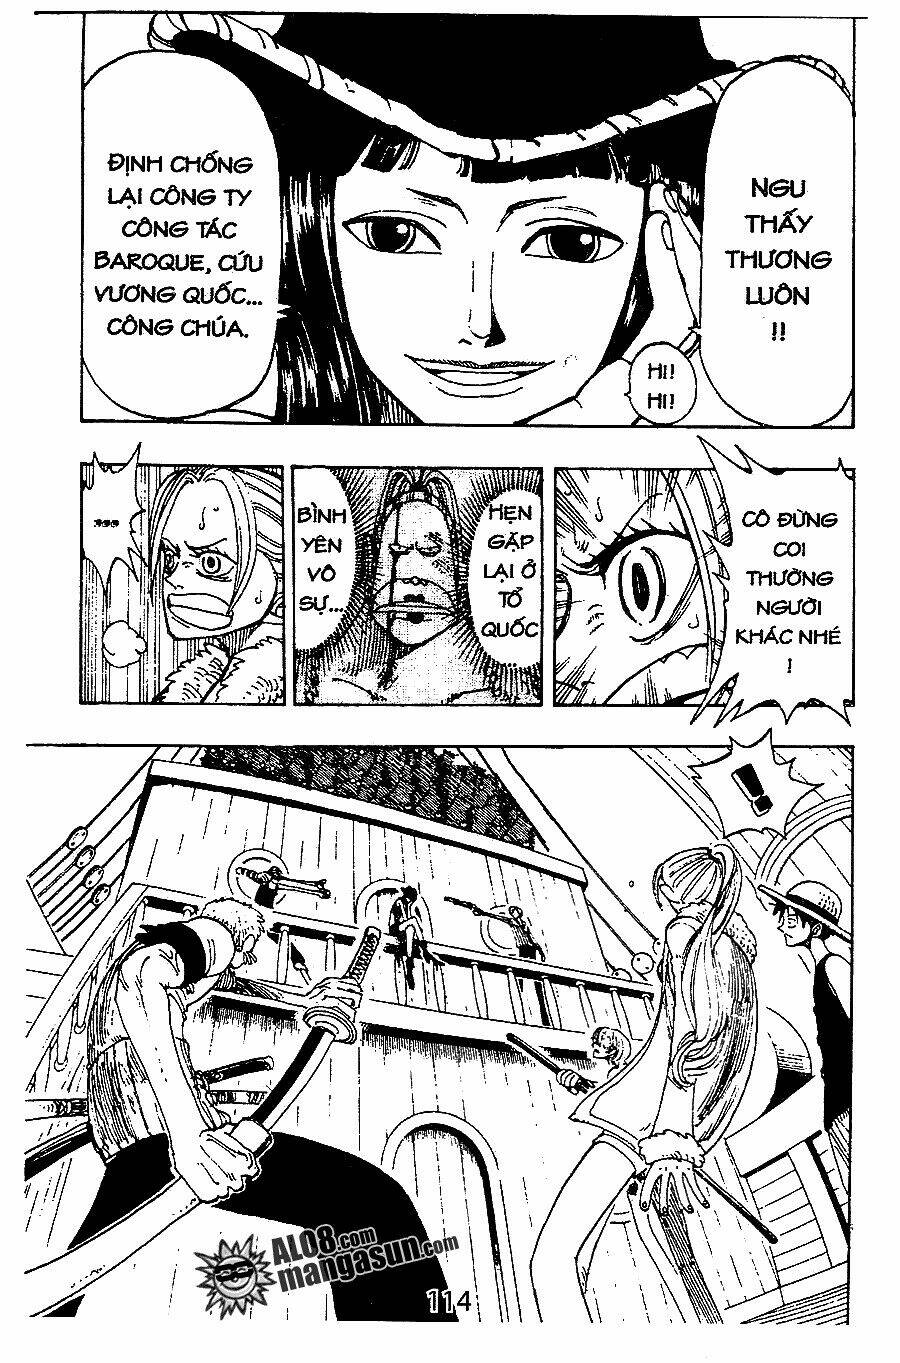 NGU
THẤY
THƯƠNG
LUÔN
!!
HI!
HI!
ĐỊNH CHỐNG
LẠI CÔNG TY
CÔNG TÁC
BAROQUE, CỨU
VƯƠNG QUỐC...
CÔNG CHÚA.
CÔ ĐỪNG
COI
THƯỜNG
NGƯỜI
KHÁC NHÉ
!
HẸN
GẶP
LẠI Ở
TỔ
QUỐC
BÌNH
YÊN
VÔ
SỰ...
...
!
ALO8.com
mangasun.com
114